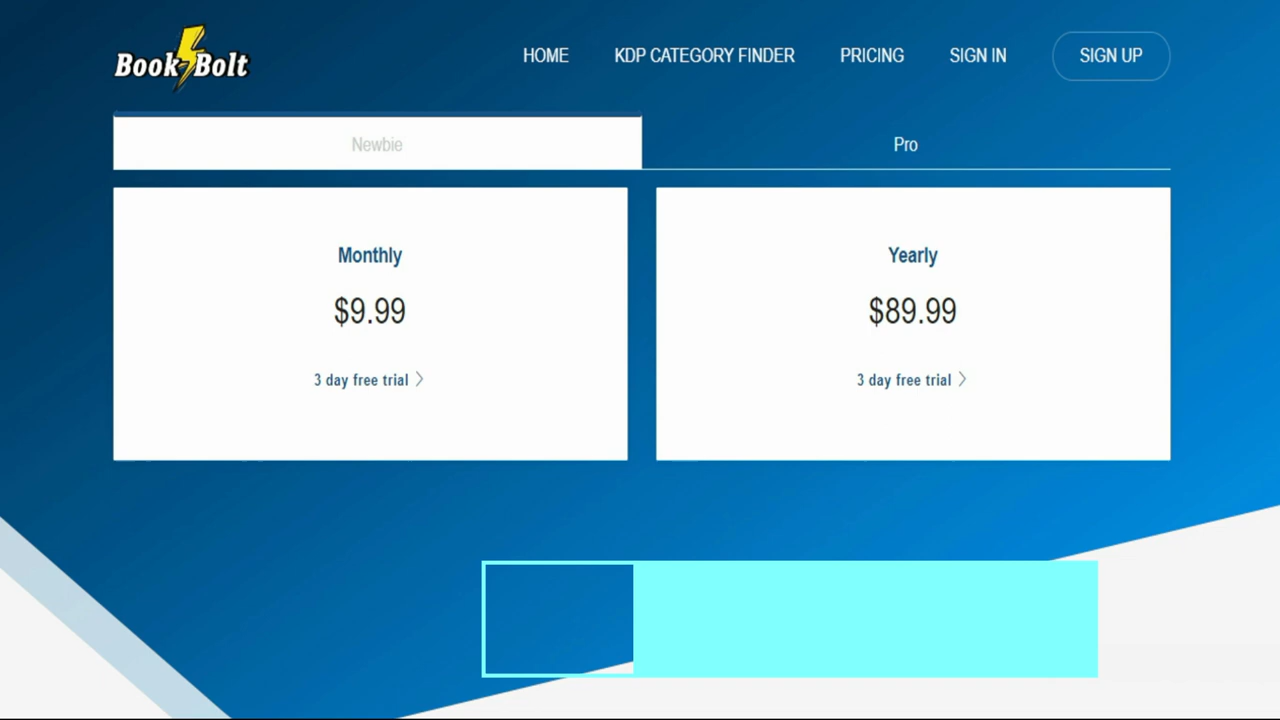 Book Bolt
HOME KDP CATEGORY FINDER PRICING SIGN IN SIGN UP
Newbie Pro
Monthly
$9.99
3 day free trial
Yearly
$89.99
3 day free trial